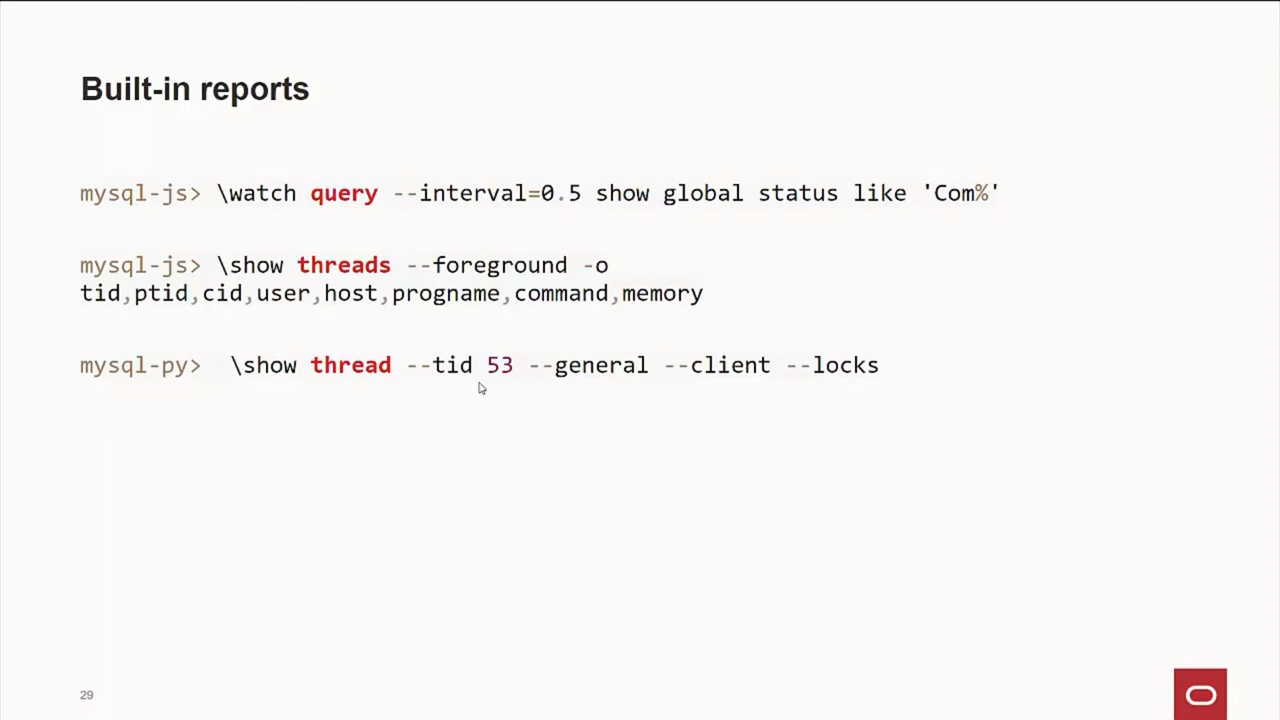 Built-in reports
mysql-js> \watch query --interval=0.5 show global status like 'Com%'
mysql-js> \show threads --foreground -o
tid,ptid,cid,user,host,progname,command,memory
mysql-py>  \show thread --tid 53 --general --client --locks
29